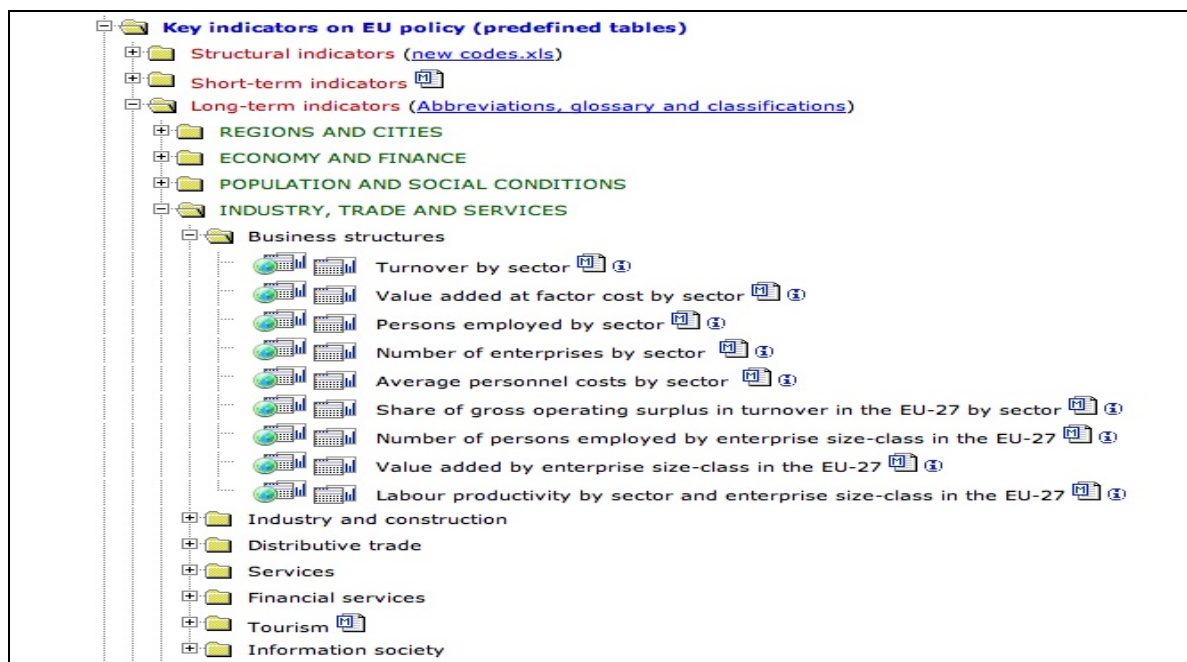 Key indicators on EU policy (predefined tables)
Structural indicators (new codes.xls)
Short-term indicators
Long-term indicators (Abbreviations, glossary and classifications)
REGIONS AND CITIES
ECONOMY AND FINANCE
POPULATION AND SOCIAL CONDITIONS
INDUSTRY, TRADE AND SERVICES
Business structures
Turnover by sector
Value added at factor cost by sector
Persons employed by sector
Number of enterprises by sector
Average personnel costs by sector
Share of gross operating surplus in turnover in the EU-27 by sector
Number of persons employed by enterprise size-class in the EU-27
Value added by enterprise size-class in the EU-27
Labour productivity by sector and enterprise size-class in the EU-27
Industry and construction
Distributive trade
Services
Financial services
Tourism
Information society